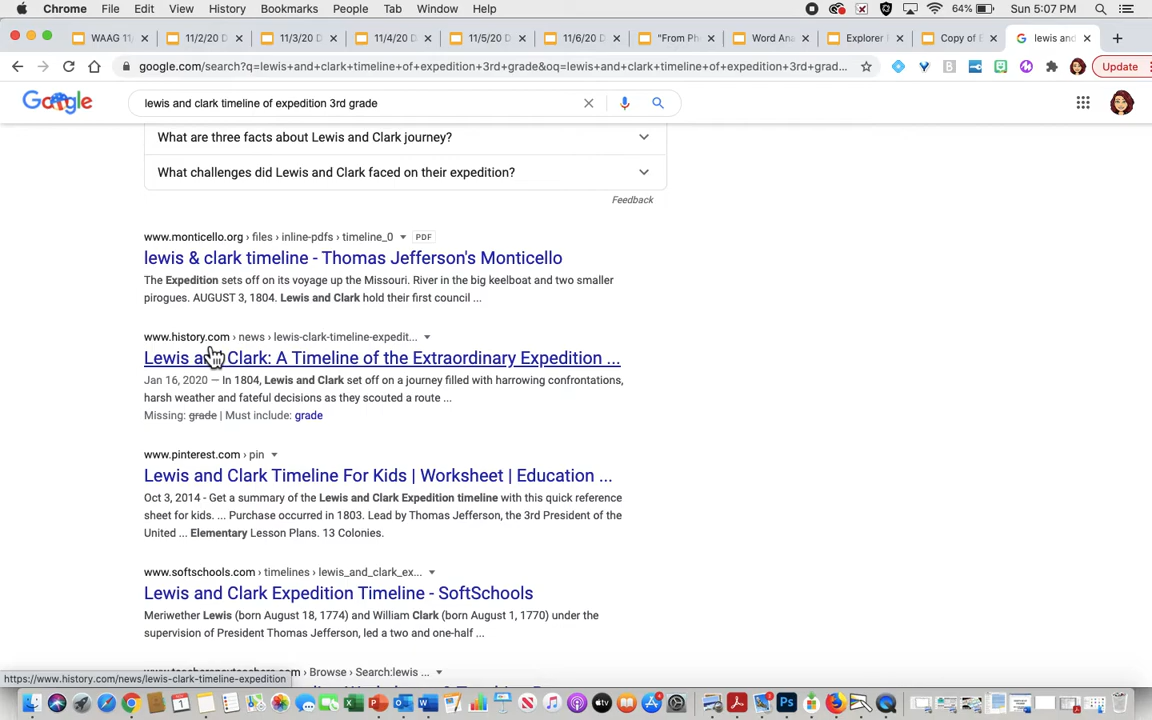 Chrome File Edit View History Bookmarks People Tab Window Help 64% Sun 5:07 PM
WAAG 11/ 11/2/20 D 11/3/20 D 11/4/20 D 11/5/20 D 11/6/20 D "From Ph Word Ana Explorer Copy of E lewis and
google.com/search?q=lewis+and+clark+timeline+of+expedition+3rd+grade&oq=lewis+and+clark+timeline+of+expedition+3rd+grad... Update
Google lewis and clark timeline of expedition 3rd grade
What are three facts about Lewis and Clark journey?
What challenges did Lewis and Clark faced on their expedition?
Feedback
www.monticello.org › files › inline-pdfs › timeline_0 PDF
lewis & clark timeline - Thomas Jefferson's Monticello
The Expedition sets off on its voyage up the Missouri. River in the big keelboat and two smaller
pirogues. AUGUST 3, 1804. Lewis and Clark hold their first council ...
www.history.com › news › lewis-clark-timeline-expedit...
Lewis and Clark: A Timeline of the Extraordinary Expedition ...
Jan 16, 2020 — In 1804, Lewis and Clark set off on a journey filled with harrowing confrontations,
harsh weather and fateful decisions as they scouted a route ...
Missing: grade | Must include: grade
www.pinterest.com › pin
Lewis and Clark Timeline For Kids | Worksheet | Education ...
Oct 3, 2014 - Get a summary of the Lewis and Clark Expedition timeline with this quick reference
sheet for kids. ... Purchase occurred in 1803. Lead by Thomas Jefferson, the 3rd President of the
United ... Elementary Lesson Plans. 13 Colonies.
www.softschools.com › timelines › lewis_and_clark_ex...
Lewis and Clark Expedition Timeline - SoftSchools
Meriwether Lewis (born August 18, 1774) and William Clark (born August 1, 1770) under the
supervision of President Thomas Jefferson, led a two and one-half ...
www.teacherspayteachers.com › Browse › Search:lewis ...
https://www.history.com/news/lewis-clark-timeline-expedition